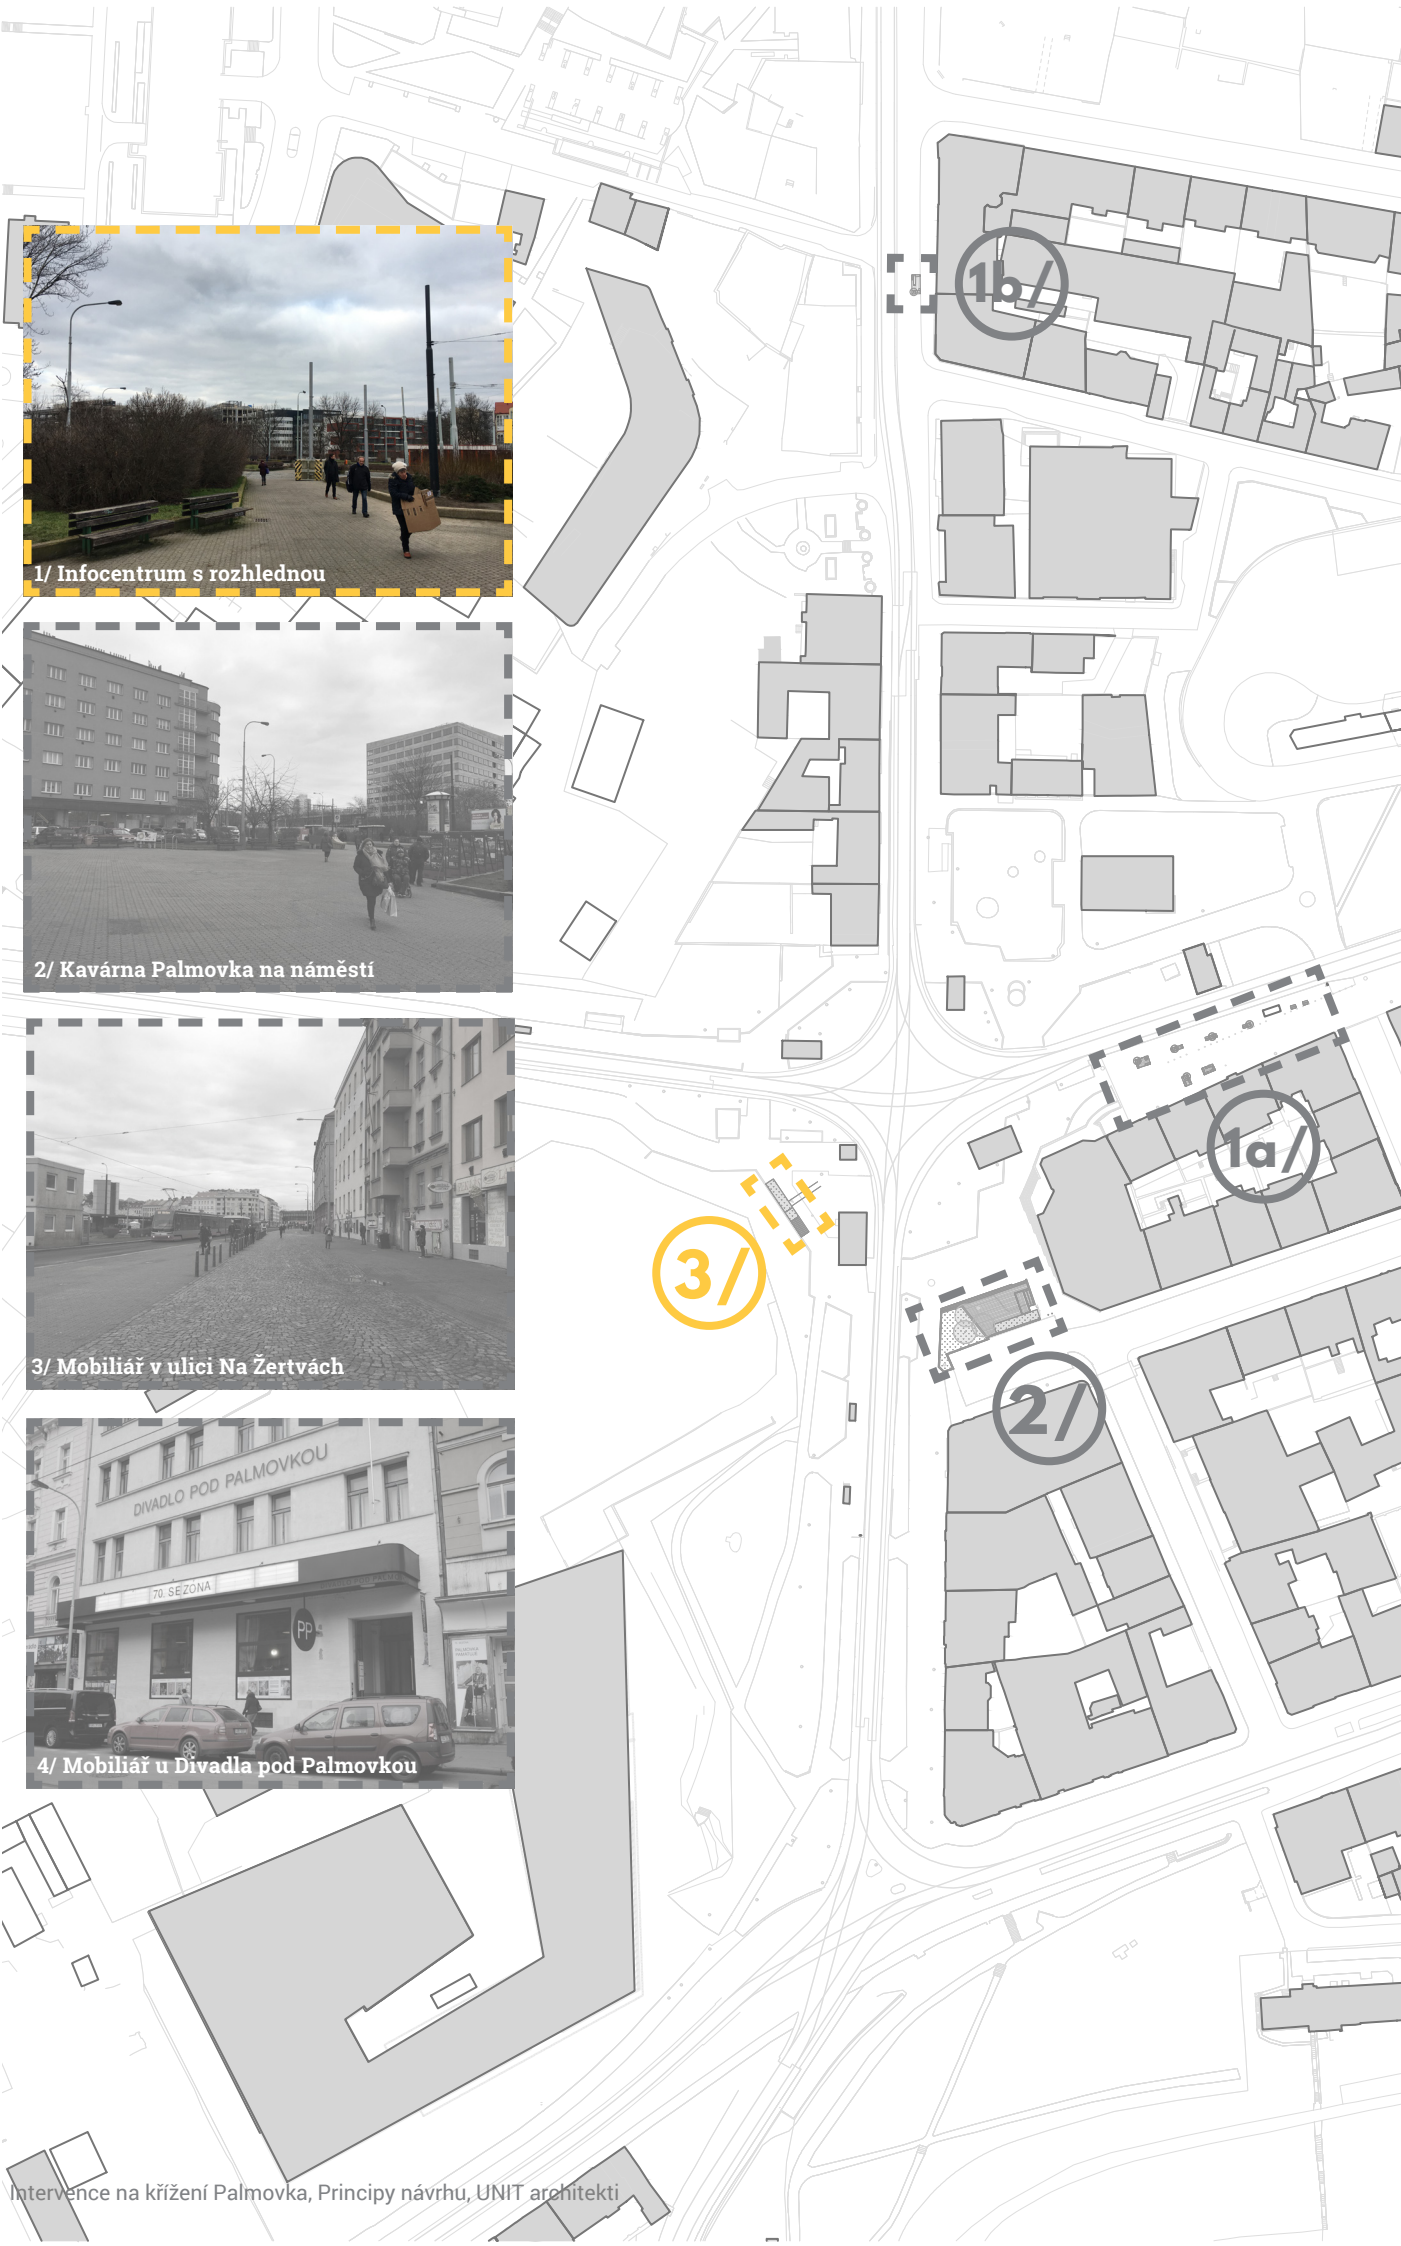 1b/
1/ Infocentrum s rozhlednou
2/ Kavárna Palmovka na náměstí
1a/
3/
3/ Mobiliář v ulici Na Žertvách
2/
DIVADLO POD PALMOVKOU
70. SEZÓNA
PP
4/ Mobiliář u Divadla pod Palmovkou
Intervence na křížení Palmovka, Principy návrhu, UNIT architekti